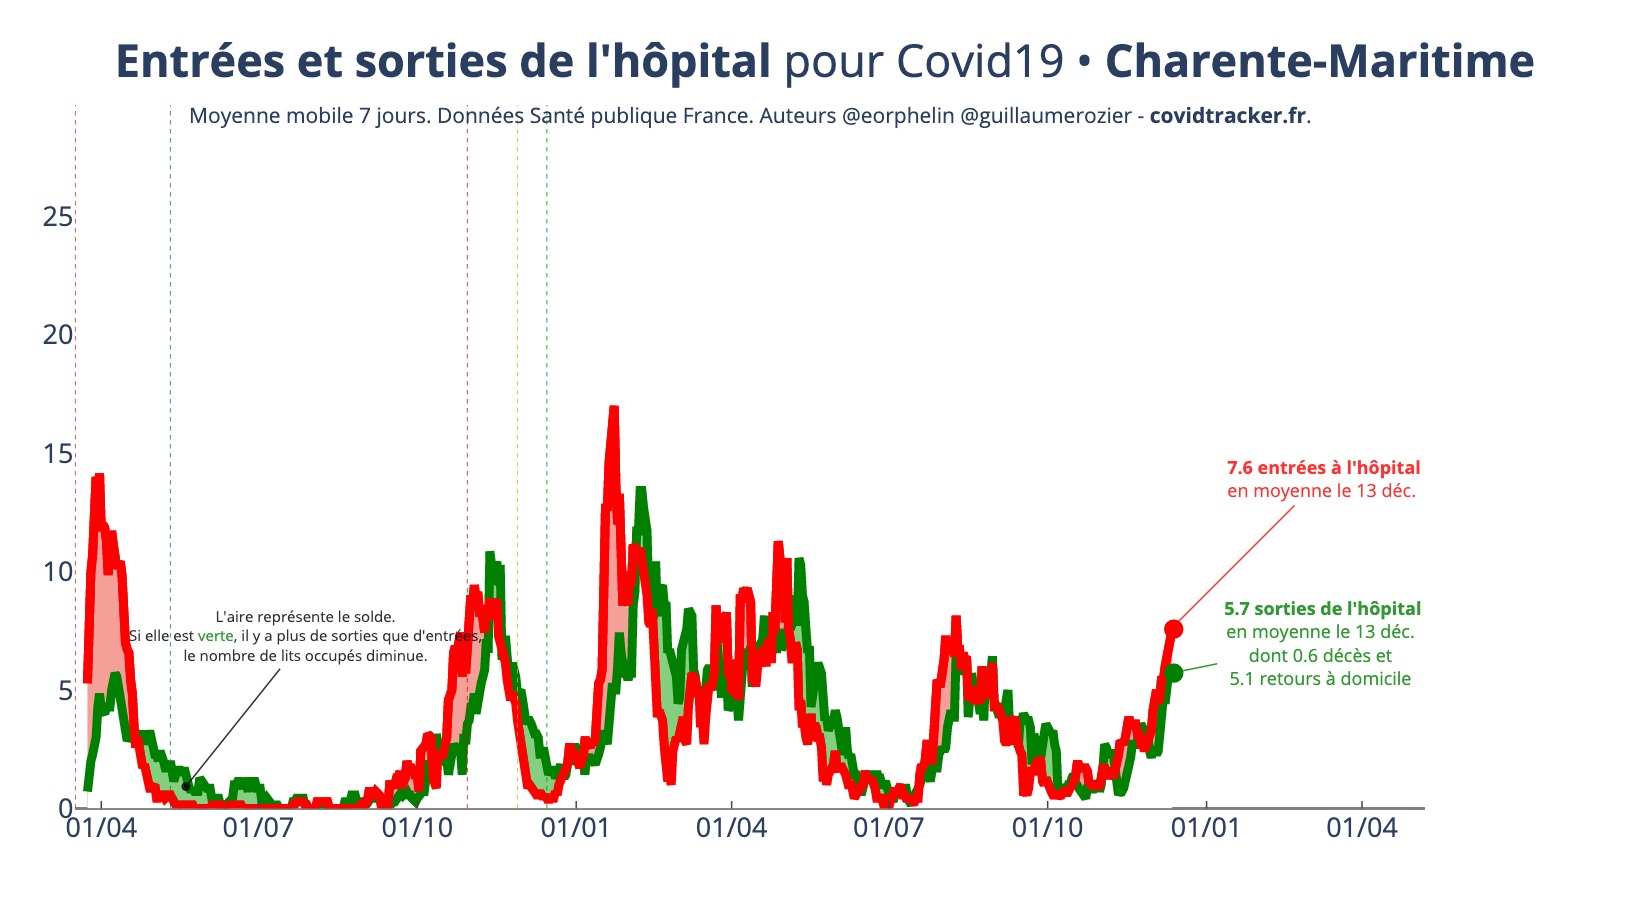 Entrées et sorties de l'hôpital pour Covid19 • Charente-Maritime
Moyenne mobile 7 jours. Données Santé publique France. Auteurs @eorphelin @guillaumerozier - covidtracker.fr.
25
20
15
10
5
0
7.6 entrées à l'hôpital
en moyenne le 13 déc.
5.7 sorties de l'hôpital
en moyenne le 13 déc.
dont 0.6 décès et
5.1 retours à domicile
L'aire représente le solde.
Si elle est verte, il y a plus de sorties que d'entrées,
le nombre de lits occupés diminue.
01/04
01/07
01/10
01/01
01/04
01/07
01/10
01/01
01/04